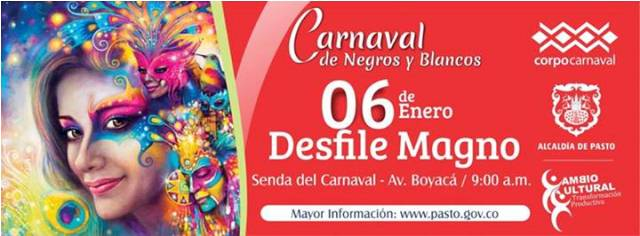 Carnaval
de Negros y Blancos
06 de
Enero
Desfile Magno
Senda del Carnaval - Av. Boyacá / 9:00 a.m.
Mayor Información: www.pasto.gov.co
corpocarnaval
ALCALDÍA DE PASTO
CAMBIO
CULTURAL
Transformación
Productiva